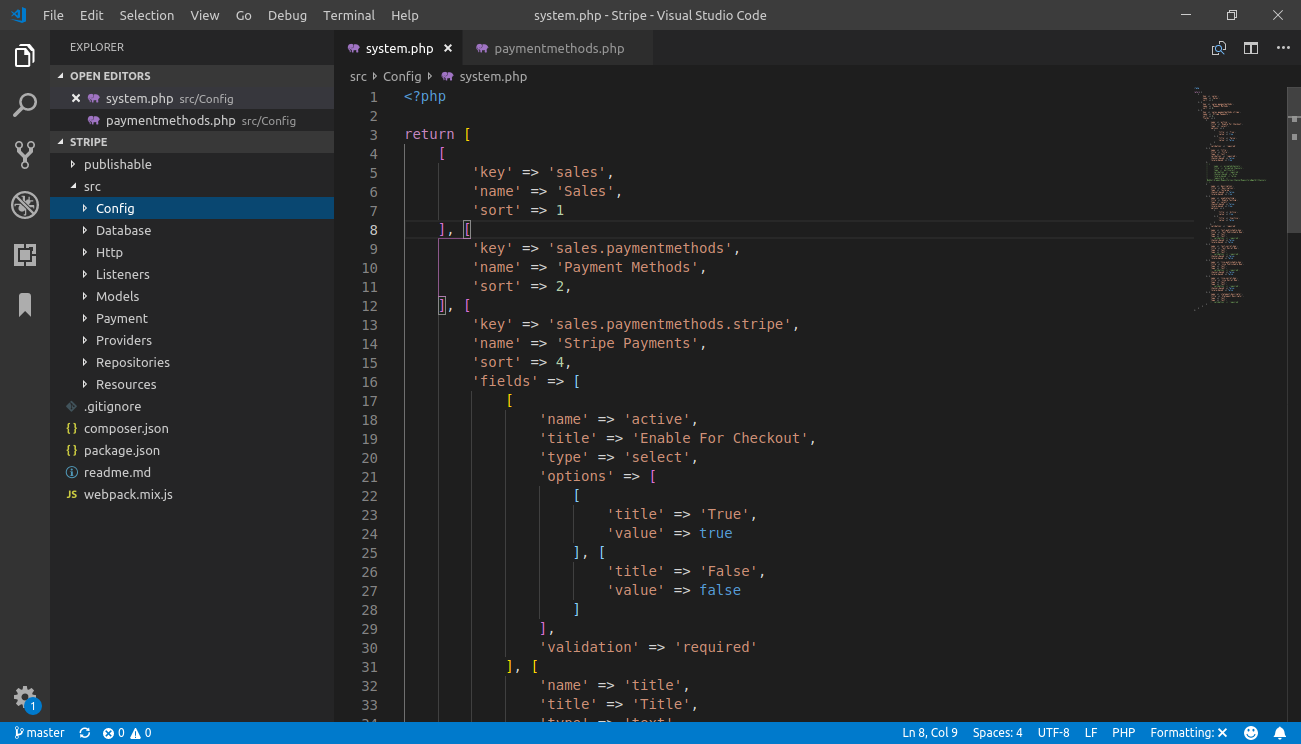 File Edit Selection View Go Debug Terminal Help system.php - Stripe - Visual Studio Code
EXPLORER
OPEN EDITORS
system.php src/Config
paymentmethods.php src/Config
STRIPE
publishable
src
Config
Database
Http
Listeners
Models
Payment
Providers
Repositories
Resources
.gitignore
{ } composer.json
{ } package.json
readme.md
JS webpack.mix.js
1
system.php paymentmethods.php
src Config system.php
1 <?php
2
3 return [
4 [
5 'key' => 'sales',
6 'name' => 'Sales',
7 'sort' => 1
8 ], [
9 'key' => 'sales.paymentmethods',
10 'name' => 'Payment Methods',
11 'sort' => 2,
12 ], [
13 'key' => 'sales.paymentmethods.stripe',
14 'name' => 'Stripe Payments',
15 'sort' => 4,
16 'fields' => [
17 [
18 'name' => 'active',
19 'title' => 'Enable For Checkout',
20 'type' => 'select',
21 'options' => [
22 [
23 'title' => 'True',
24 'value' => true
25 ], [
26 'title' => 'False',
27 'value' => false
28 ]
29 ],
30 'validation' => 'required'
31 ], [
32 'name' => 'title',
33 'title' => 'Title',
34 'type' => 'text'
master 0 0 Ln 8, Col 9 Spaces: 4 UTF-8 LF PHP Formatting: ✕